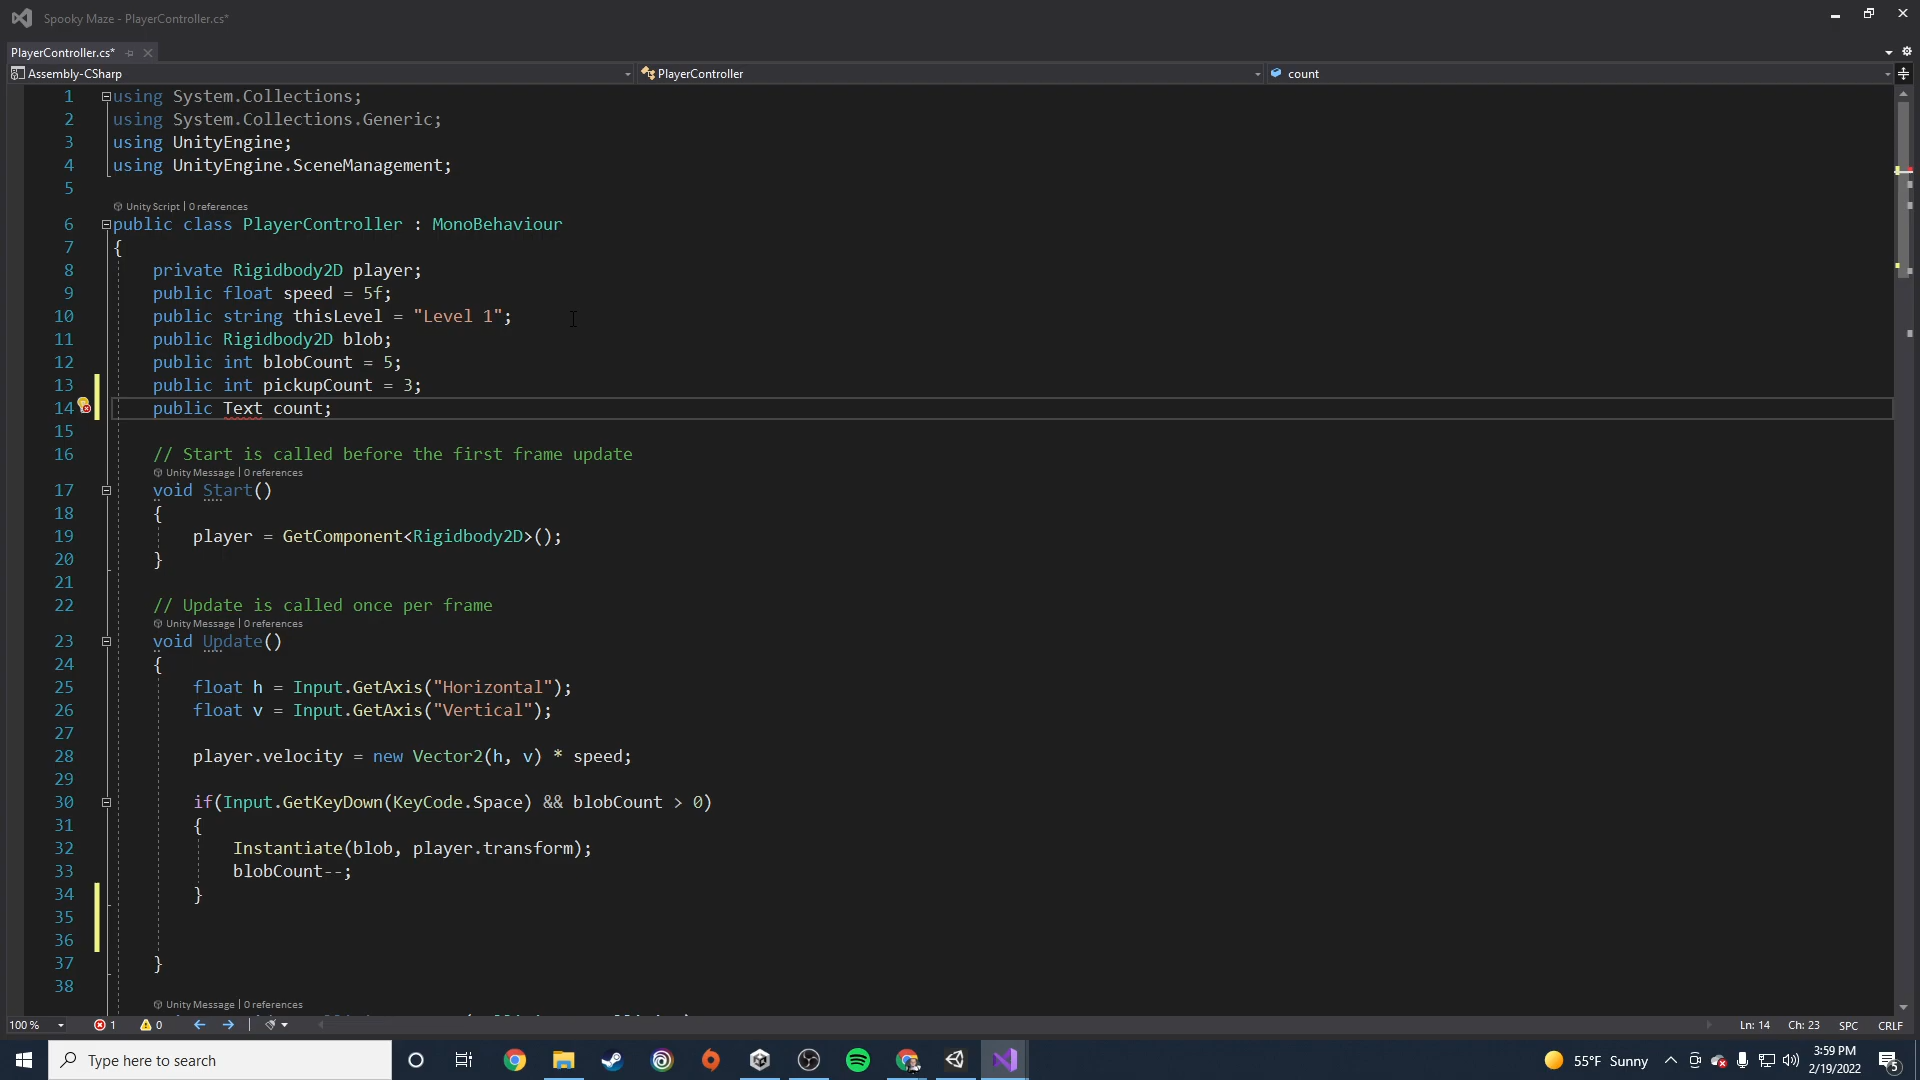 Spooky Maze - PlayerController.cs*
PlayerController.cs*
Assembly-CSharp
PlayerController
count
1 using System.Collections;
2 using System.Collections.Generic;
3 using UnityEngine;
4 using UnityEngine.SceneManagement;
5
Unity Script | 0 references
6 public class PlayerController : MonoBehaviour
7 {
8 private Rigidbody2D player;
9 public float speed = 5f;
10 public string thisLevel = "Level 1";
11 public Rigidbody2D blob;
12 public int blobCount = 5;
13 public int pickupCount = 3;
14 public Text count;
15
16 // Start is called before the first frame update
Unity Message | 0 references
17 void Start()
18 {
19 player = GetComponent<Rigidbody2D>();
20 }
21
22 // Update is called once per frame
Unity Message | 0 references
23 void Update()
24 {
25 float h = Input.GetAxis("Horizontal");
26 float v = Input.GetAxis("Vertical");
27
28 player.velocity = new Vector2(h, v) * speed;
29
30 if(Input.GetKeyDown(KeyCode.Space) && blobCount > 0)
31 {
32 Instantiate(blob, player.transform);
33 blobCount--;
34 }
35
36
37 }
38
Unity Message | 0 references
100 % 1 0 Ln: 14 Ch: 23 SPC CRLF
Type here to search
55°F Sunny
3:59 PM
2/19/2022
5